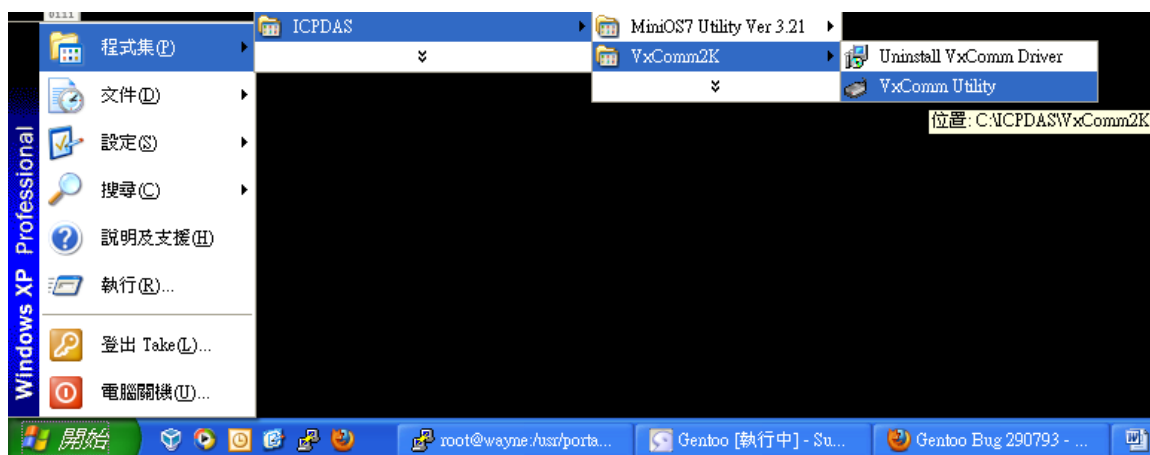 0111
程式集(P)
文件(D)
設定(S)
搜尋(C)
說明及支援(H)
執行(R)...
登出 Take(L)...
電腦關機(U)...
Windows XP Professional
ICPDAS
MiniOS7 Utility Ver 3.21
VxComm2K
Uninstall VxComm Driver
VxComm Utility
位置: C:\ICPDAS\VxComm2K
開始
root@wayne:/usr/porta...
Gentoo [執行中] - Su...
Gentoo Bug 290793 - ...